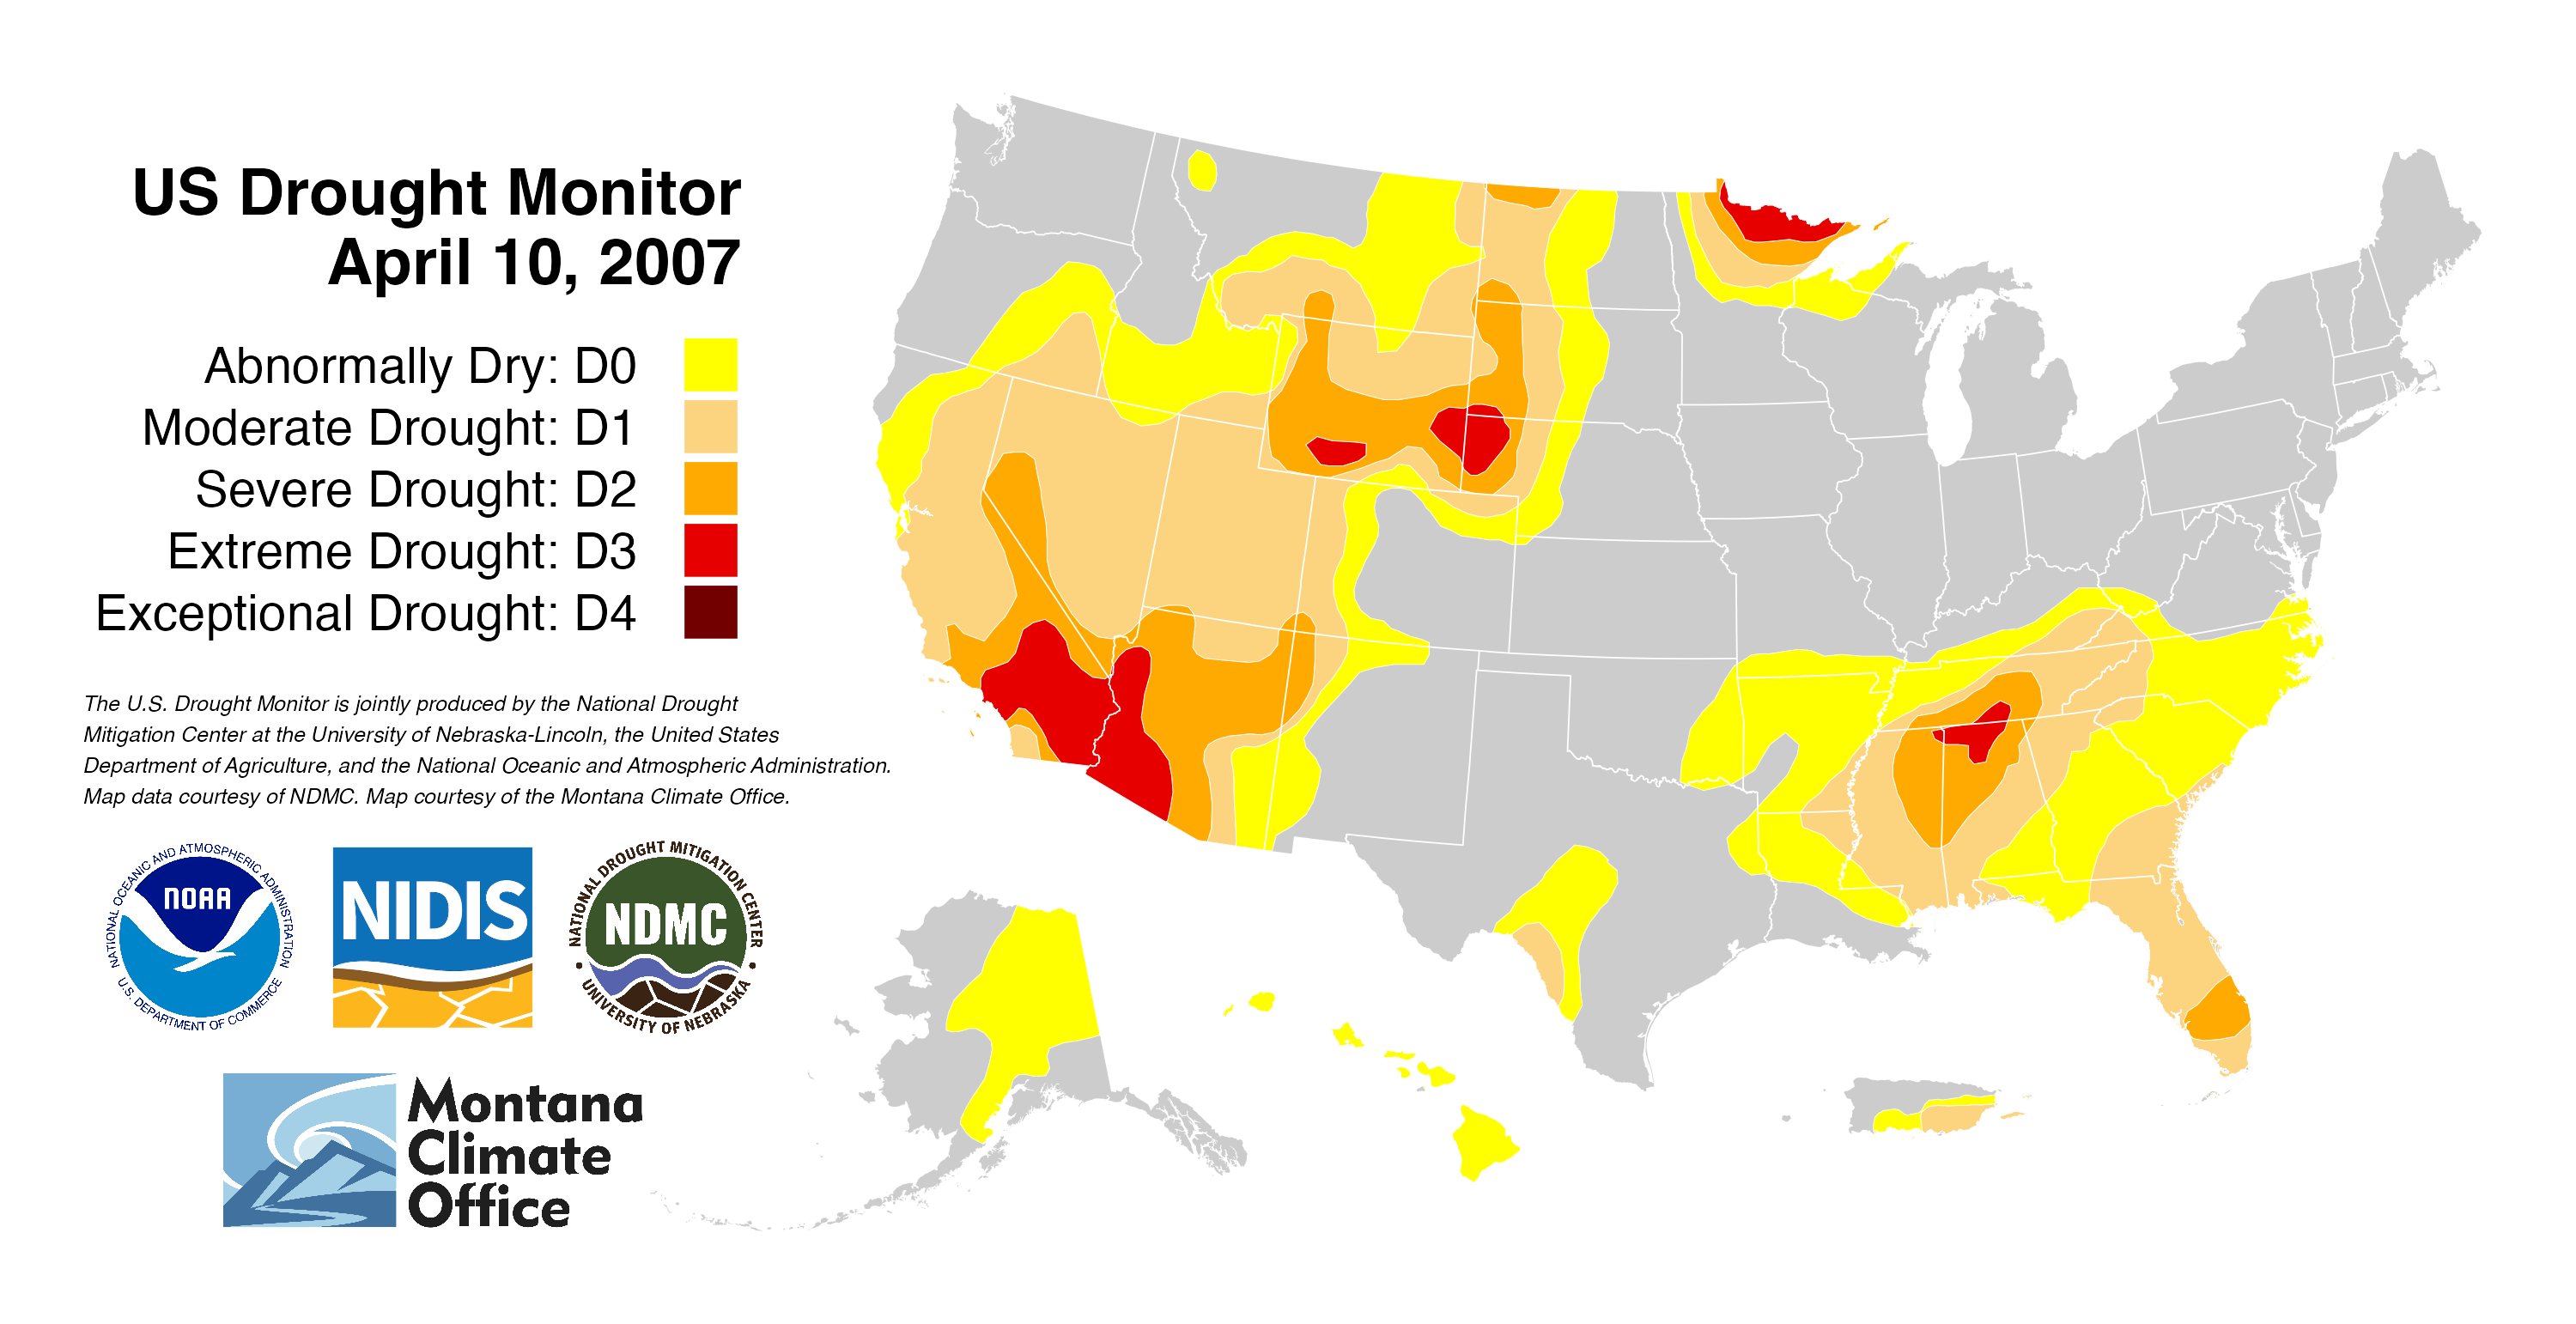 US Drought Monitor
April 10, 2007
Abnormally Dry: D0
Moderate Drought: D1
Severe Drought: D2
Extreme Drought: D3
Exceptional Drought: D4
The U.S. Drought Monitor is jointly produced by the National Drought
Mitigation Center at the University of Nebraska-Lincoln, the United States
Department of Agriculture, and the National Oceanic and Atmospheric Administration.
Map data courtesy of NDMC. Map courtesy of the Montana Climate Office.
NATIONAL OCEANIC AND ATMOSPHERIC ADMINISTRATION
NOAA
U.S. DEPARTMENT OF COMMERCE
NIDIS
NATIONAL DROUGHT MITIGATION CENTER
NDMC
UNIVERSITY OF NEBRASKA
Montana
Climate
Office